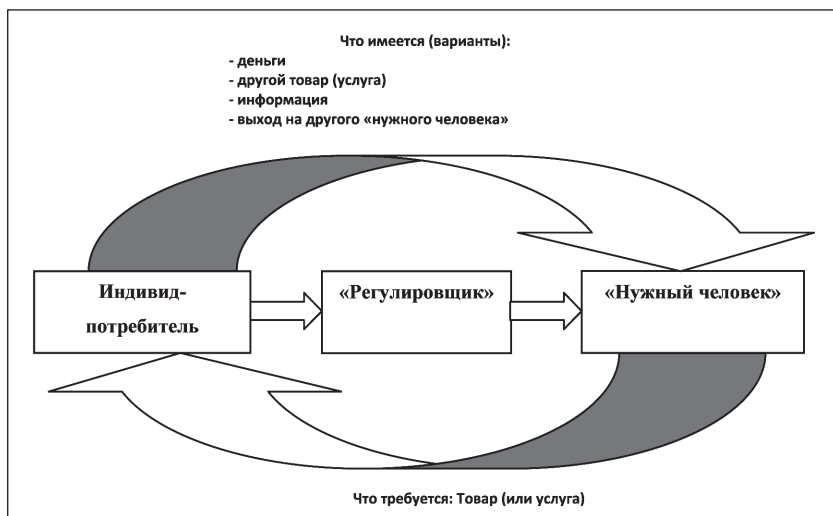 Что имеется (варианты):
- деньги
- другой товар (услуга)
- информация
- выход на другого «нужного человека»
Индивид-
потребитель
«Регулировщик»
«Нужный человек»
Что требуется: Товар (или услуга)